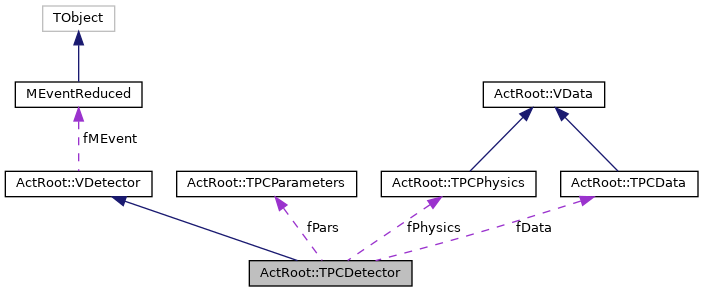 TObject
MEventReduced
ActRoot::VData
fMEvent
ActRoot::VDetector
ActRoot::TPCParameters
ActRoot::TPCPhysics
ActRoot::TPCData
fPars
fPhysics
fData
ActRoot::TPCDetector